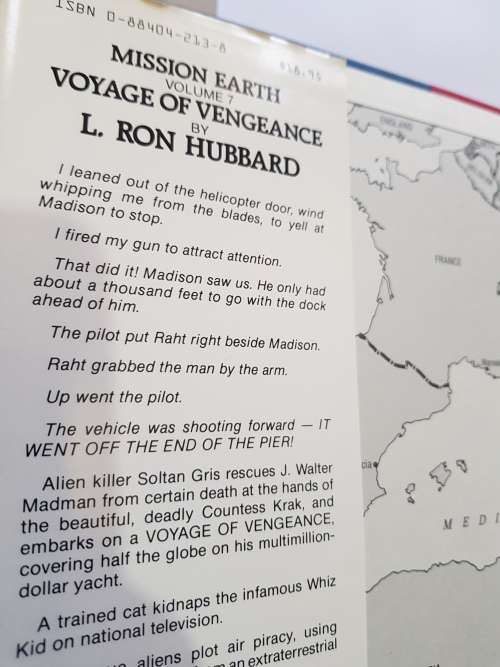 ISBN 0-88404-213-8
$18.95
MISSION EARTH
VOLUME 7
VOYAGE OF VENGEANCE
BY
L. RON HUBBARD
I leaned out of the helicopter door, wind
whipping me from the blades, to yell at
Madison to stop.
I fired my gun to attract attention.
That did it! Madison saw us. He only had
about a thousand feet to go with the dock
ahead of him.
The pilot put Raht right beside Madison.
Raht grabbed the man by the arm.
Up went the pilot.
The vehicle was shooting forward — IT
WENT OFF THE END OF THE PIER!
Alien killer Soltan Gris rescues J. Walter
Madman from certain death at the hands of
the beautiful, deadly Countess Krak, and
embarks on a VOYAGE OF VENGEANCE,
covering half the globe on his multimillion-
dollar yacht.
A trained cat kidnaps the infamous Whiz
Kid on national television.
aliens plot air piracy, using
an extraterrestrial
ENGLAND
FRANCE
MEDI